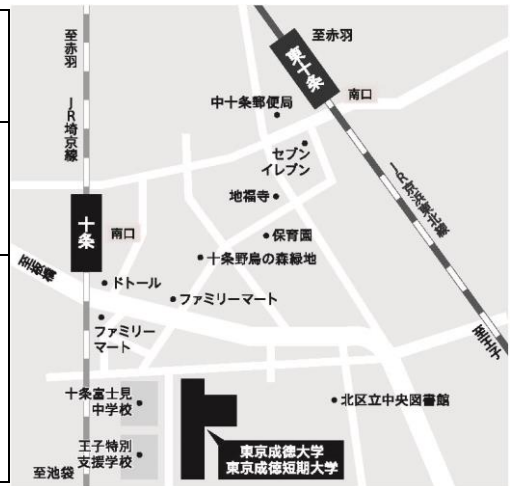 至赤羽
JR埼京線
至赤羽
東十条
南口
中十条郵便局
セブン
イレブン
JR京浜東北線
地福寺
十条
南口
保育園
十条野鳥の森緑地
至板橋
ドトール
ファミリーマート
ファミリー
マート
至王子
十条富士見
中学校
北区立中央図書館
王子特別
支援学校
東京成徳大学
東京成徳短期大学
至池袋